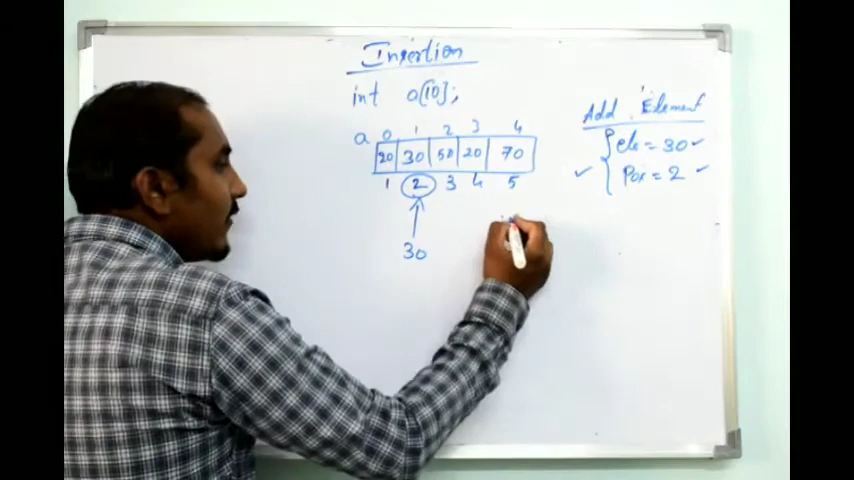 Insertion
int a[10];
Add Element
a 0 1 2 3 4
20 30 50 20 70
ele = 30 ✓
1 2 3 4 5
✓ Pos = 2 ✓
30